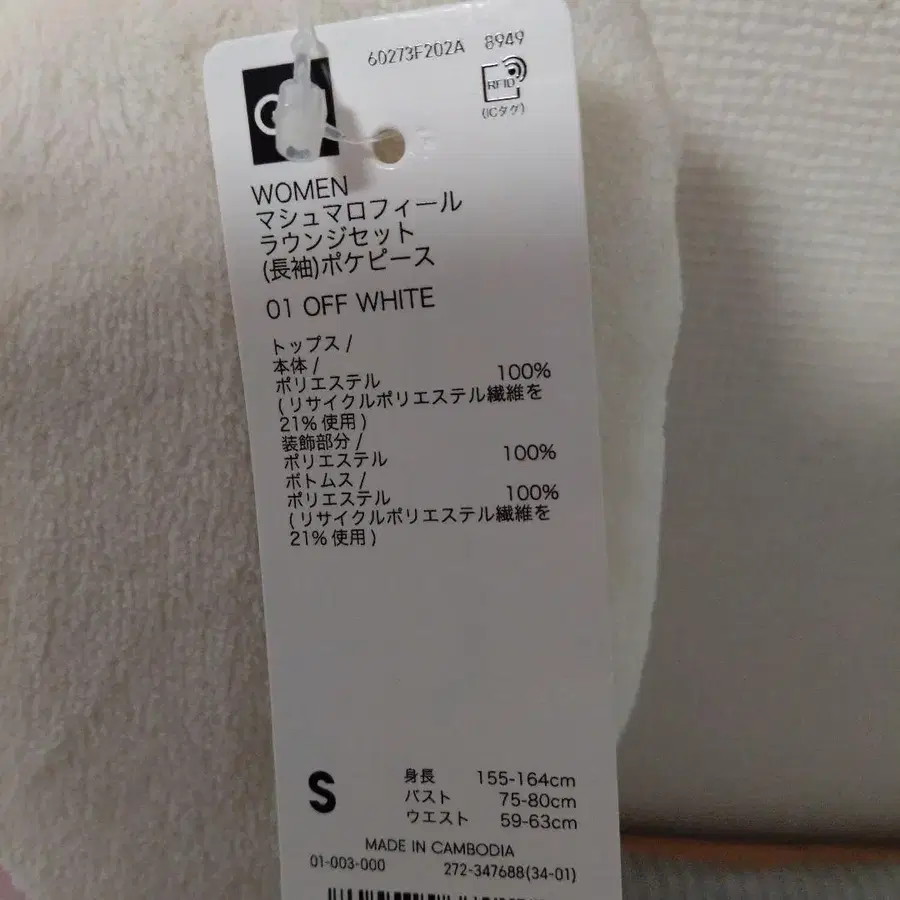 60273F202A 8949
RFID
(ICタグ)
WOMEN
マシュマロフィール
ラウンジセット
(長袖)ポケピース
01 OFF WHITE
トップス /
本体 /
ポリエステル 100%
(リサイクルポリエステル繊維を
21% 使用)
装飾部分 /
ポリエステル 100%
ボトムス /
ポリエステル 100%
(リサイクルポリエステル繊維を
21% 使用)
S
身長 155-164cm
バスト 75-80cm
ウエスト 59-63cm
MADE IN CAMBODIA
01-003-000 272-347688(34-01)